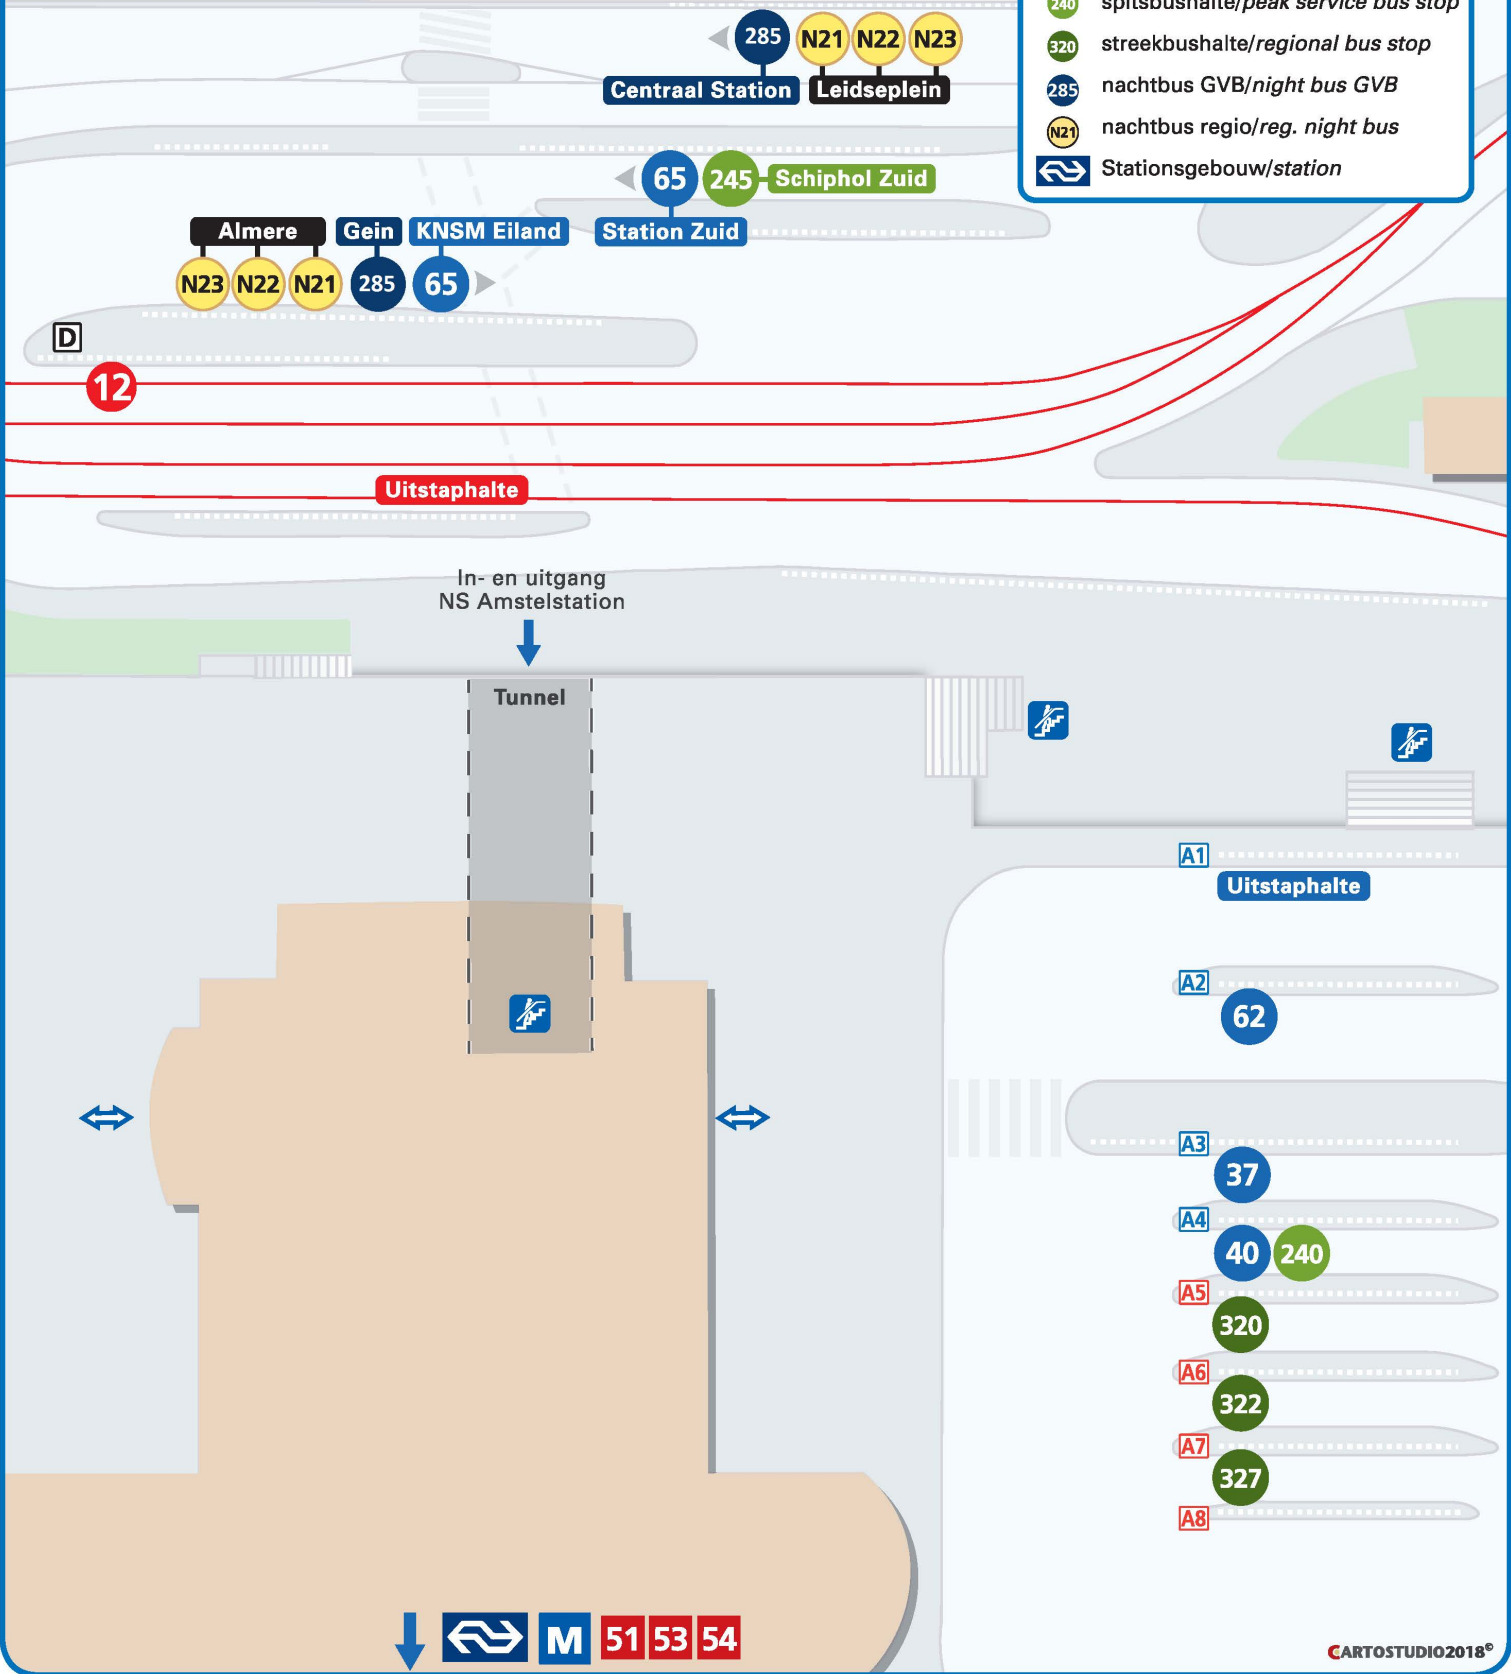 240 spitsbushalte/peak service bus stop
320 streekbushalte/regional bus stop
285 nachtbus GVB/night bus GVB
N21 nachtbus regio/reg. night bus
Stationsgebouw/station
285 N21 N22 N23
Centraal Station Leidseplein
65 245 Schiphol Zuid
Station Zuid
Almere Gein KNSM Eiland
N23 N22 N21 285 65
D
12
Uitstaphalte
In- en uitgang
NS Amstelstation
Tunnel
A1
Uitstaphalte
A2
62
A3
37
A4
40 240
A5
320
A6
322
A7
327
A8
M 51 53 54
CARTOSTUDIO2018©